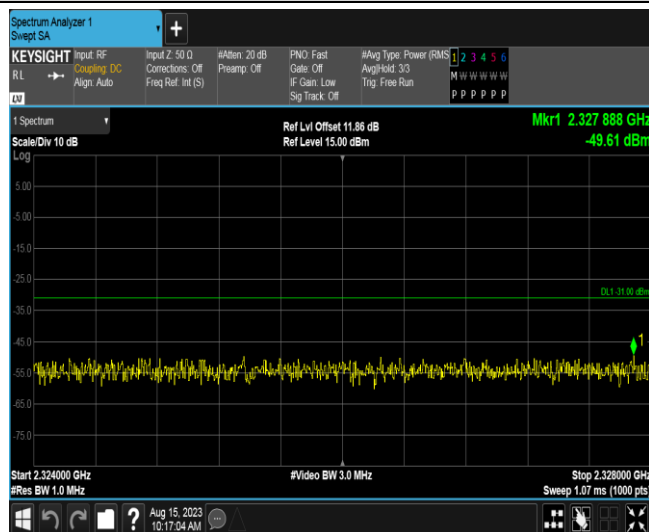 Spectrum Analyzer 1
Swept SA
+
KEYSIGHT
RL
LXI
Input: RF
Coupling: DC
Align: Auto
Input Z: 50 Ω
Corrections: Off
Freq Ref: Int (S)
#Atten: 20 dB
Preamp: Off
PNO: Fast
Gate: Off
IF Gain: Low
Sig Track: Off
#Avg Type: Power (RMS
Avg|Hold: 3/3
Trig: Free Run
1 2 3 4 5 6
M W W W W W
P P P P P P
1 Spectrum
Scale/Div 10 dB
Log
Ref Lvl Offset 11.86 dB
Ref Level 15.00 dBm
Mkr1 2.327 888 GHz
-49.61 dBm
5.00
-5.00
-15.0
-25.0
DL1 -31.00 dBm
-35.0
-45.0
1
-55.0
-65.0
-75.0
Start 2.324000 GHz
#Res BW 1.0 MHz
#Video BW 3.0 MHz
Stop 2.328000 GHz
Sweep 1.07 ms (1000 pts)
?
Aug 15, 2023
10:17:04 AM